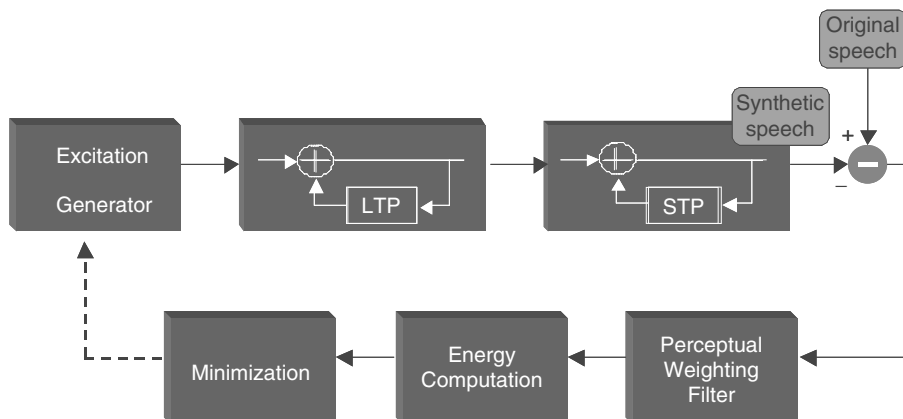 Original
speech
Synthetic
speech
Excitation
Generator
LTP
STP
+
−
−
Minimization
Energy
Computation
Perceptual
Weighting
Filter